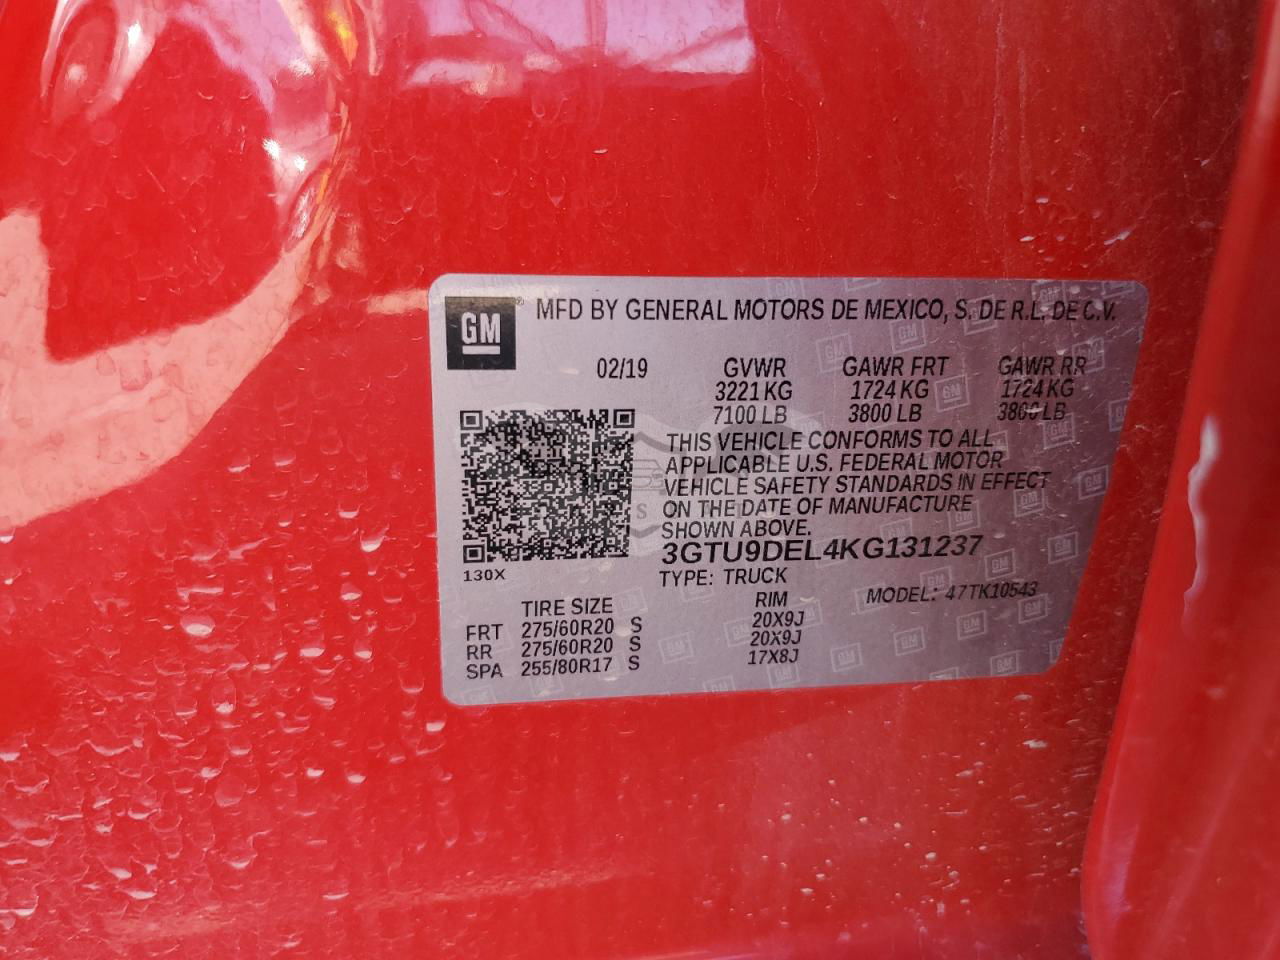 GM ® MFD BY GENERAL MOTORS DE MEXICO, S. DE R.L. DE C.V.
02/19 GVWR GAWR FRT GAWR RR
3221 KG 1724 KG 1724 KG
7100 LB 3800 LB 3800 LB
THIS VEHICLE CONFORMS TO ALL
APPLICABLE U.S. FEDERAL MOTOR
VEHICLE SAFETY STANDARDS IN EFFECT
ON THE DATE OF MANUFACTURE
SHOWN ABOVE.
3GTU9DEL4KG131237
130X TYPE: TRUCK MODEL: 47TK10543
TIRE SIZE RIM
FRT 275/60R20 S 20X9J
RR 275/60R20 S 20X9J
SPA 255/80R17 S 17X8J